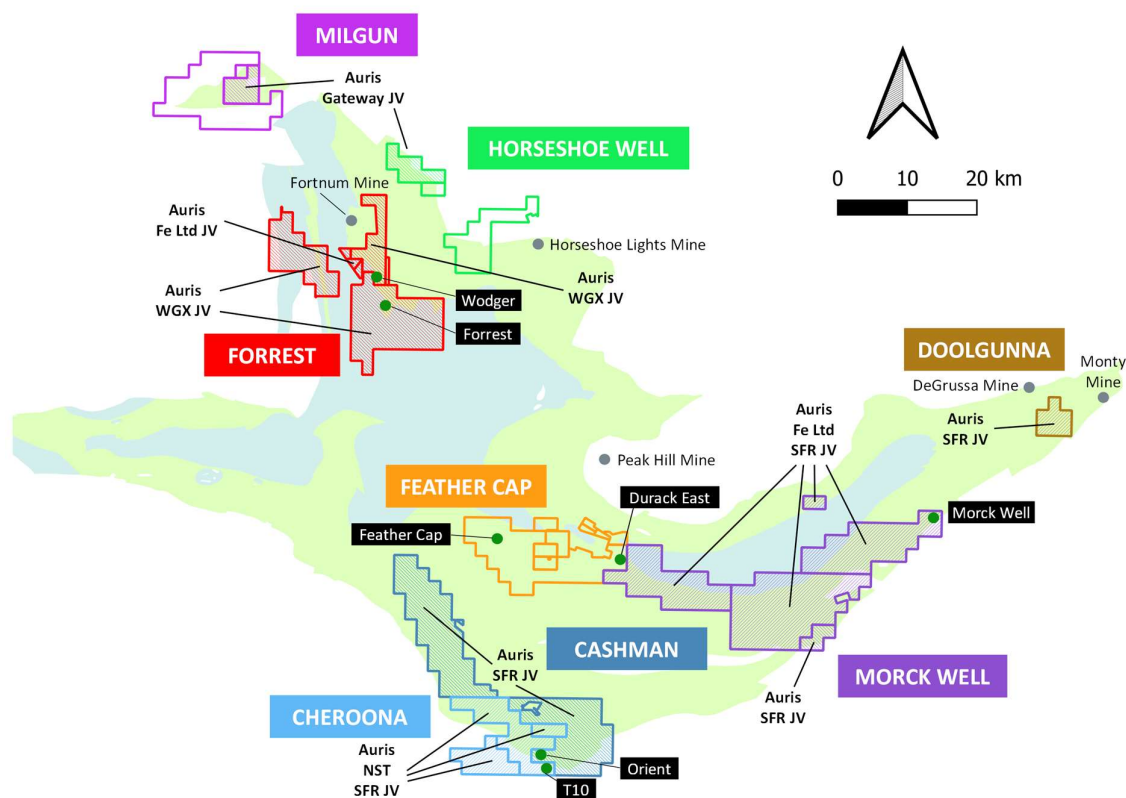 MILGUN
Auris
Gateway JV
HORSESHOE WELL
0
10
20 km
Fortnum Mine
Auris
Fe Ltd JV
Horseshoe Lights Mine
Auris
WGX JV
Auris
WGX JV
Wodger
Forrest
FORREST
DOOLGUNNA
Monty
Mine
DeGrussa Mine
Auris
SFR JV
Auris
Fe Ltd
SFR JV
Peak Hill Mine
FEATHER CAP
Durack East
Morck Well
Feather Cap
CASHMAN
Auris
SFR JV
MORCK WELL
Auris
SFR JV
CHEROONA
Auris
NST
SFR JV
Orient
T10